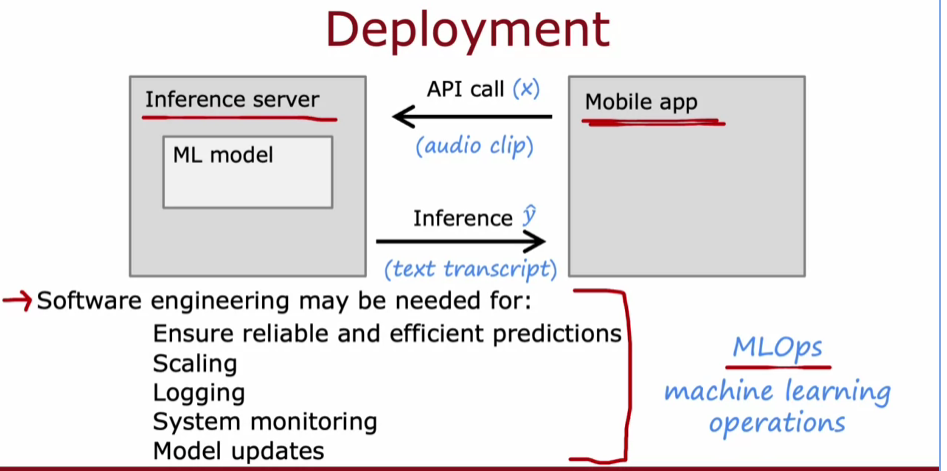 Deployment
Inference server
ML model
API call (x)
(audio clip)
Inference ŷ
(text transcript)
Mobile app
Software engineering may be needed for:
Ensure reliable and efficient predictions
Scaling
Logging
System monitoring
Model updates
MLOps
machine learning
operations